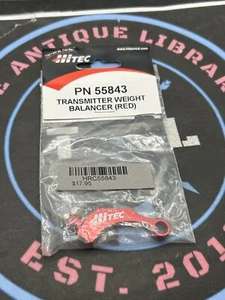 E ANTIQUE LIBRAR
HITEC
PN 55843
TRANSMITTER WEIGHT
BALANCER (RED)
HRC55843
$17.95
HITEC
EST. 201